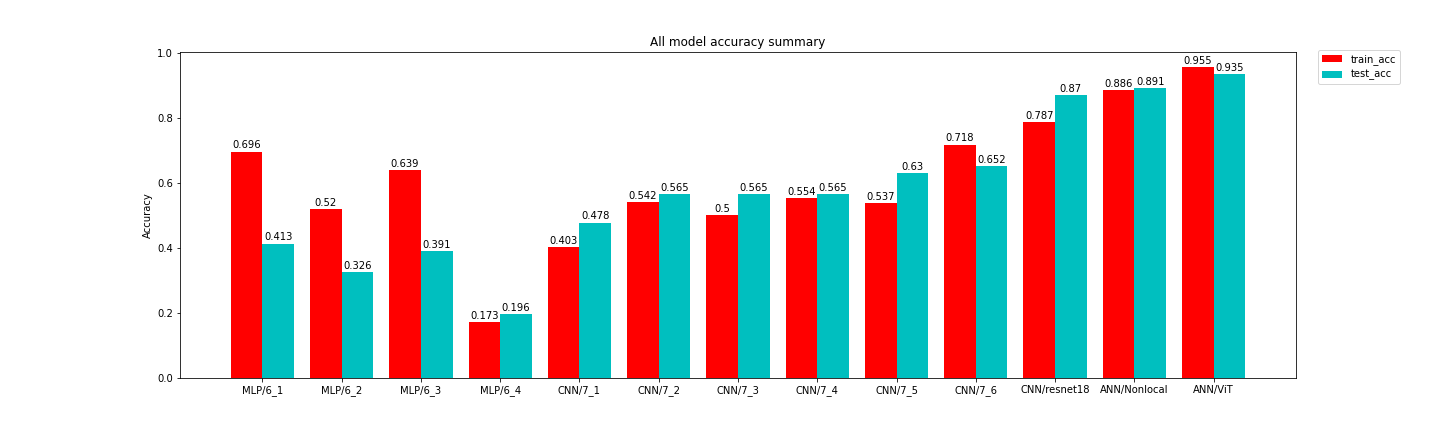 All model accuracy summary
train_acc
test_acc
Accuracy
1.0
0.8
0.6
0.4
0.2
0.0
0.696
0.413
0.52
0.326
0.639
0.391
0.173
0.196
0.403
0.478
0.542
0.565
0.5
0.565
0.554
0.565
0.537
0.63
0.718
0.652
0.787
0.87
0.886
0.891
0.955
0.935
MLP/6_1
MLP/6_2
MLP/6_3
MLP/6_4
CNN/7_1
CNN/7_2
CNN/7_3
CNN/7_4
CNN/7_5
CNN/7_6
CNN/resnet18
ANN/Nonlocal
ANN/ViT